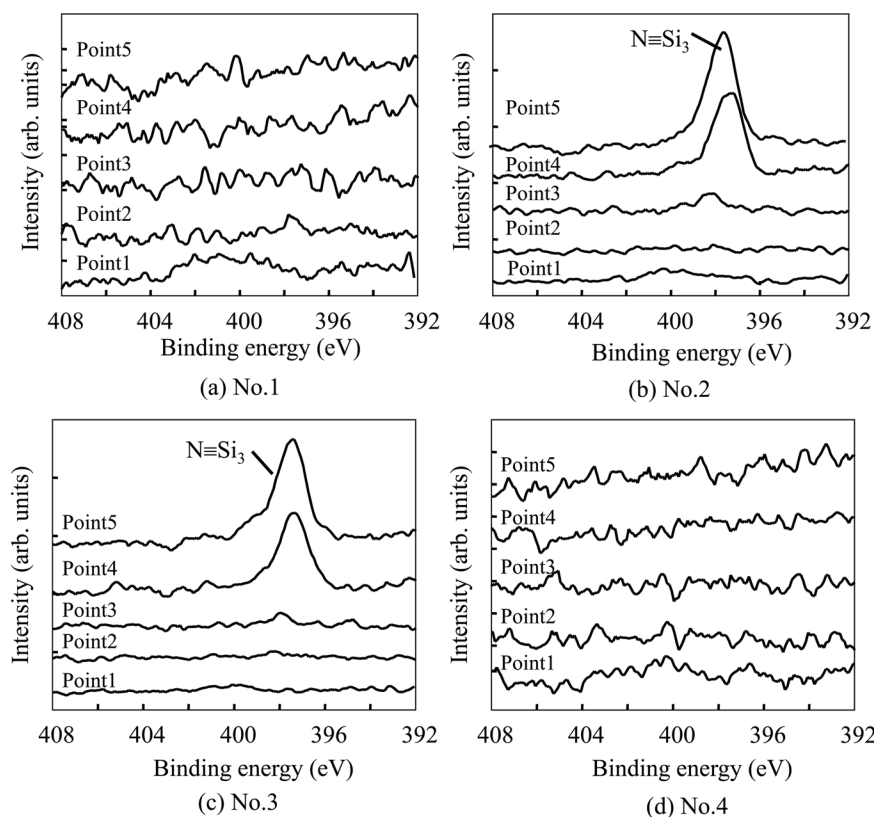 Intensity (arb. units)
Point5
Point4
Point3
Point2
Point1
408 404 400 396 392
Binding energy (eV)
(a) No.1
Intensity (arb. units)
N≡Si₃
Point5
Point4
Point3
Point2
Point1
408 404 400 396 392
Binding energy (eV)
(b) No.2
Intensity (arb. units)
N≡Si₃
Point5
Point4
Point3
Point2
Point1
408 404 400 396 392
Binding energy (eV)
(c) No.3
Intensity (arb. units)
Point5
Point4
Point3
Point2
Point1
408 404 400 396 392
Binding energy (eV)
(d) No.4